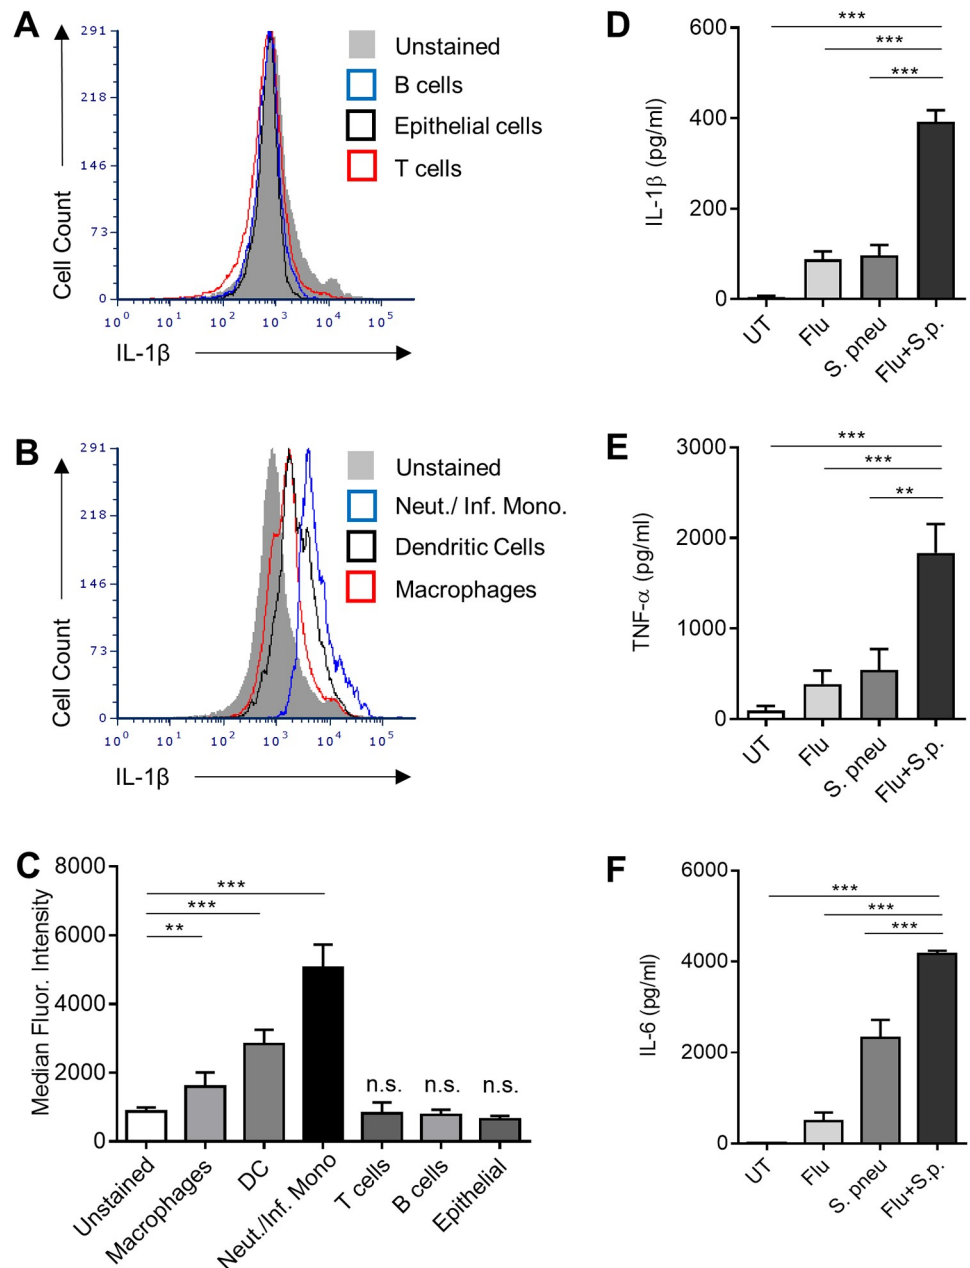 A
291
218
146
73
0
Cell Count
10^0 10^1 10^2 10^3 10^4 10^5
IL-1β
Unstained
B cells
Epithelial cells
T cells
B
291
218
146
73
0
Cell Count
10^0 10^1 10^2 10^3 10^4 10^5
IL-1β
Unstained
Neut./ Inf. Mono.
Dendritic Cells
Macrophages
C
8000
6000
4000
2000
0
Median Fluor. Intensity
***
***
**
n.s. n.s. n.s.
Unstained
Macrophages
DC
Neut./Inf. Mono
T cells
B cells
Epithelial
D
600
400
200
0
IL-1β (pg/ml)
***
***
***
UT
Flu
S. pneu
Flu+S.p.
E
3000
2000
1000
0
TNF-α (pg/ml)
***
***
**
UT
Flu
S. pneu
Flu+S.p.
F
6000
4000
2000
0
IL-6 (pg/ml)
***
***
***
UT
Flu
S. pneu
Flu+S.p.